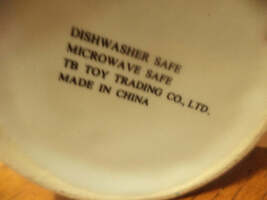 DISHWASHER SAFE
MICROWAVE SAFE
TB TOY TRADING CO., LTD.
MADE IN CHINA